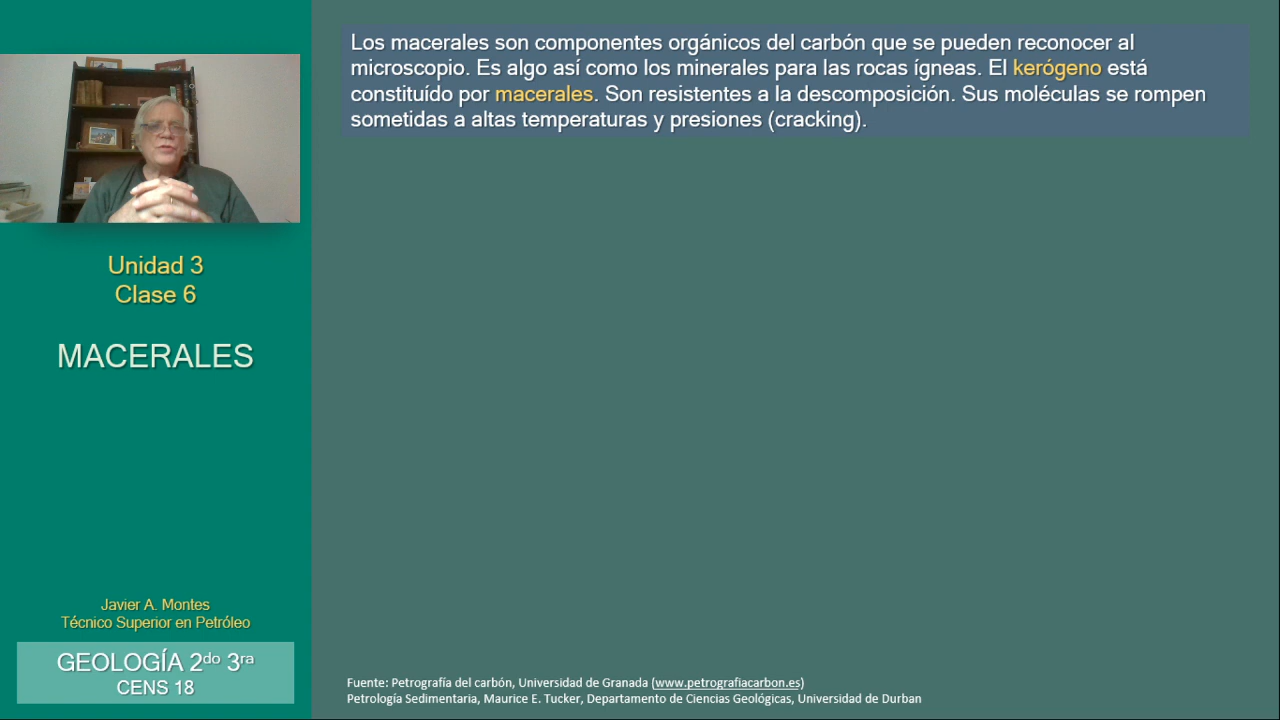 Los macerales son componentes orgánicos del carbón que se pueden reconocer al
microscopio. Es algo así como los minerales para las rocas ígneas. El kerógeno está
constituído por macerales. Son resistentes a la descomposición. Sus moléculas se rompen
sometidas a altas temperaturas y presiones (cracking).
Unidad 3
Clase 6
MACERALES
Javier A. Montes
Técnico Superior en Petróleo
GEOLOGÍA 2do 3ra
CENS 18
Fuente: Petrografía del carbón, Universidad de Granada (www.petrografiacarbon.es)
Petrología Sedimentaria, Maurice E. Tucker, Departamento de Ciencias Geológicas, Universidad de Durban